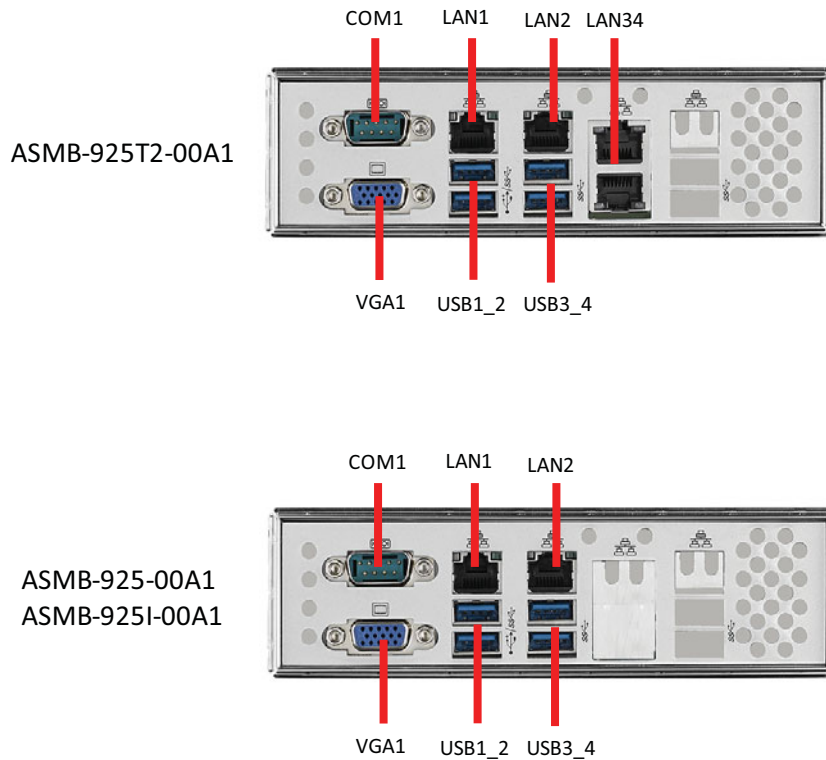 COM1 LAN1 LAN2 LAN34
ASMB-925T2-00A1
VGA1 USB1_2 USB3_4
COM1 LAN1 LAN2
ASMB-925-00A1
ASMB-925I-00A1
VGA1 USB1_2 USB3_4